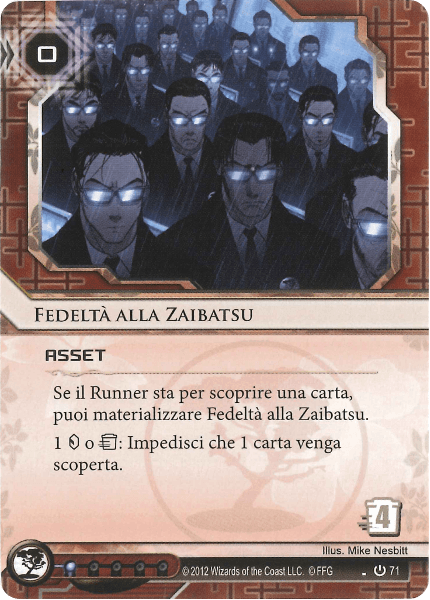 0
FEDELTÀ ALLA ZAIBATSU
ASSET
Se il Runner sta per scoprire una carta,
puoi materializzare Fedeltà alla Zaibatsu.
1 o : Impedisci che 1 carta venga
scoperta.
4
Illus. Mike Nesbitt
© 2012 Wizards of the Coast LLC. © FFG 71